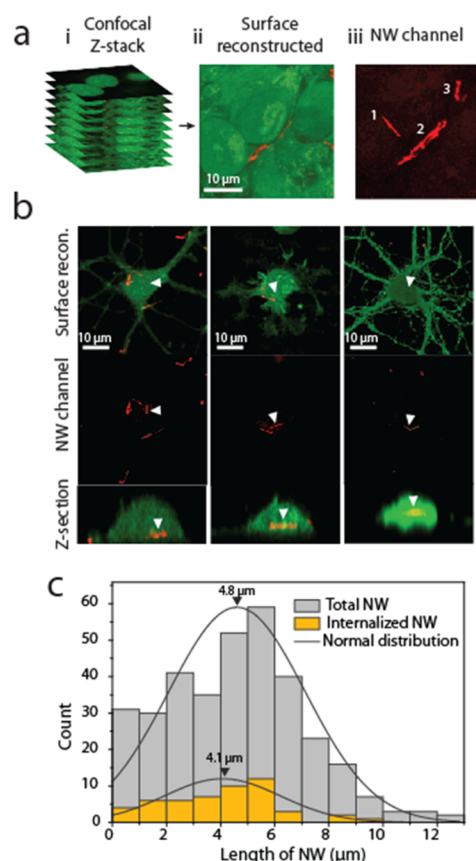 a
i Confocal Z-stack
ii Surface reconstructed
iii NW channel
10 µm
1
2
3
b
Surface recon.
10 µm
10 µm
10 µm
NW channel
Z-section
c
4.8 µm
Total NW
Internalized NW
Normal distribution
4.1 µm
Count
60
50
40
30
20
10
0
0 2 4 6 8 10 12
Length of NW (µm)